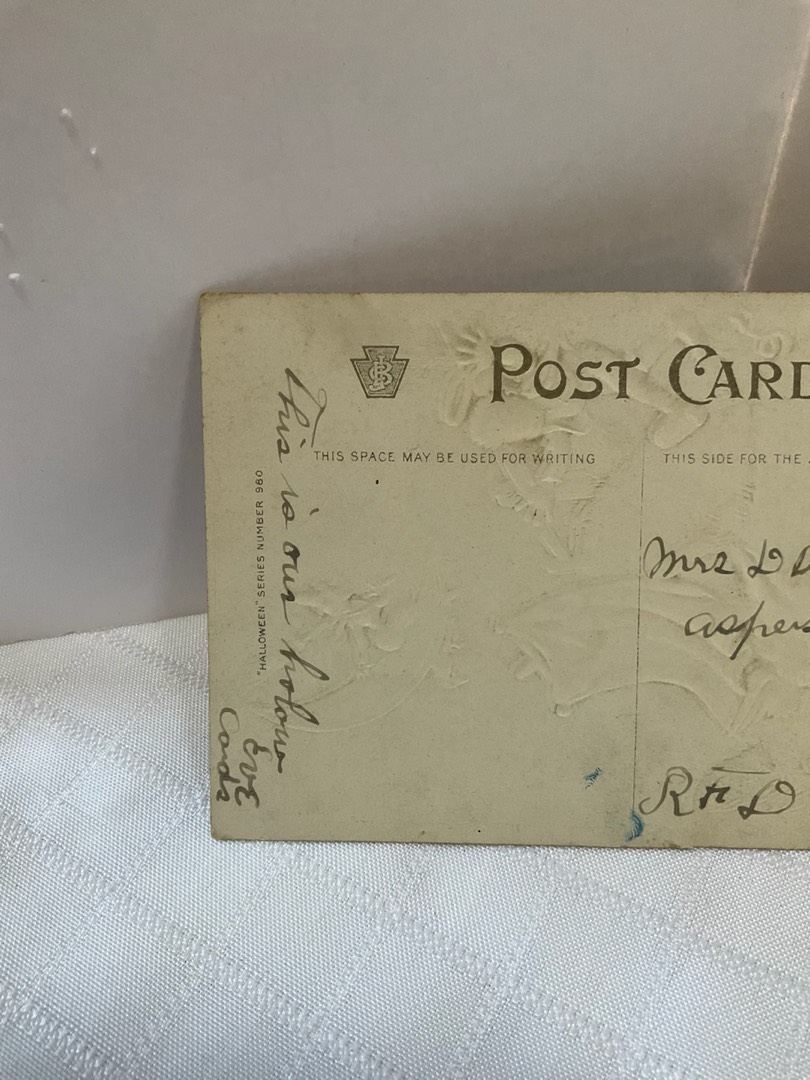 POST CARD
THIS SPACE MAY BE USED FOR WRITING
THIS SIDE FOR THE
"HALLOWEEN" SERIES NUMBER 980
This is our holow
Eve
Cards
Mrs D D
aspers
R F D